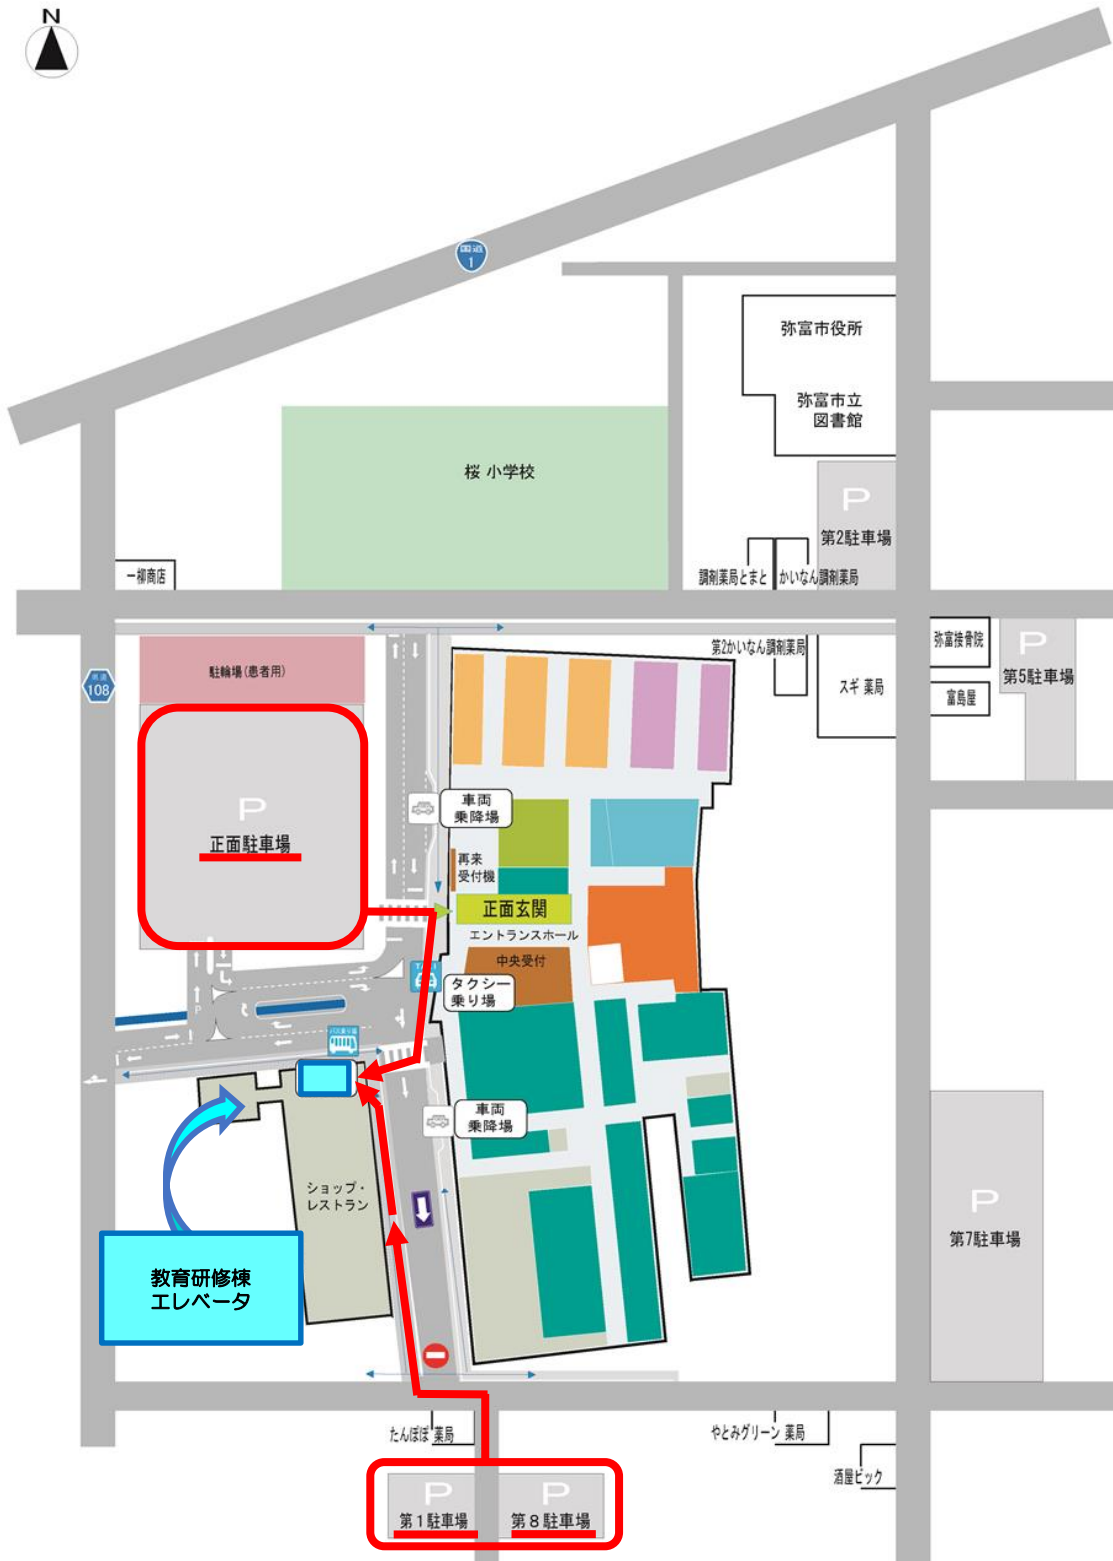 N
国道
1
弥富市役所
弥富市立
図書館
桜 小学校
P
第2駐車場
一柳商店
調剤薬局とまと
かいなん調剤薬局
駐輪場(患者用)
第2かいなん調剤薬局
弥富接骨院
P
第5駐車場
県道
108
スギ 薬局
富島屋
P
正面駐車場
車両
乗降場
再来
受付機
正面玄関
エントランスホール
中央受付
タクシー
乗り場
P
バス乗り場
車両
乗降場
ショップ・
レストラン
P
第7駐車場
教育研修棟
エレベータ
たんぽぽ 薬局
やとみグリーン 薬局
酒屋ビック
P
第1駐車場
P
第8駐車場